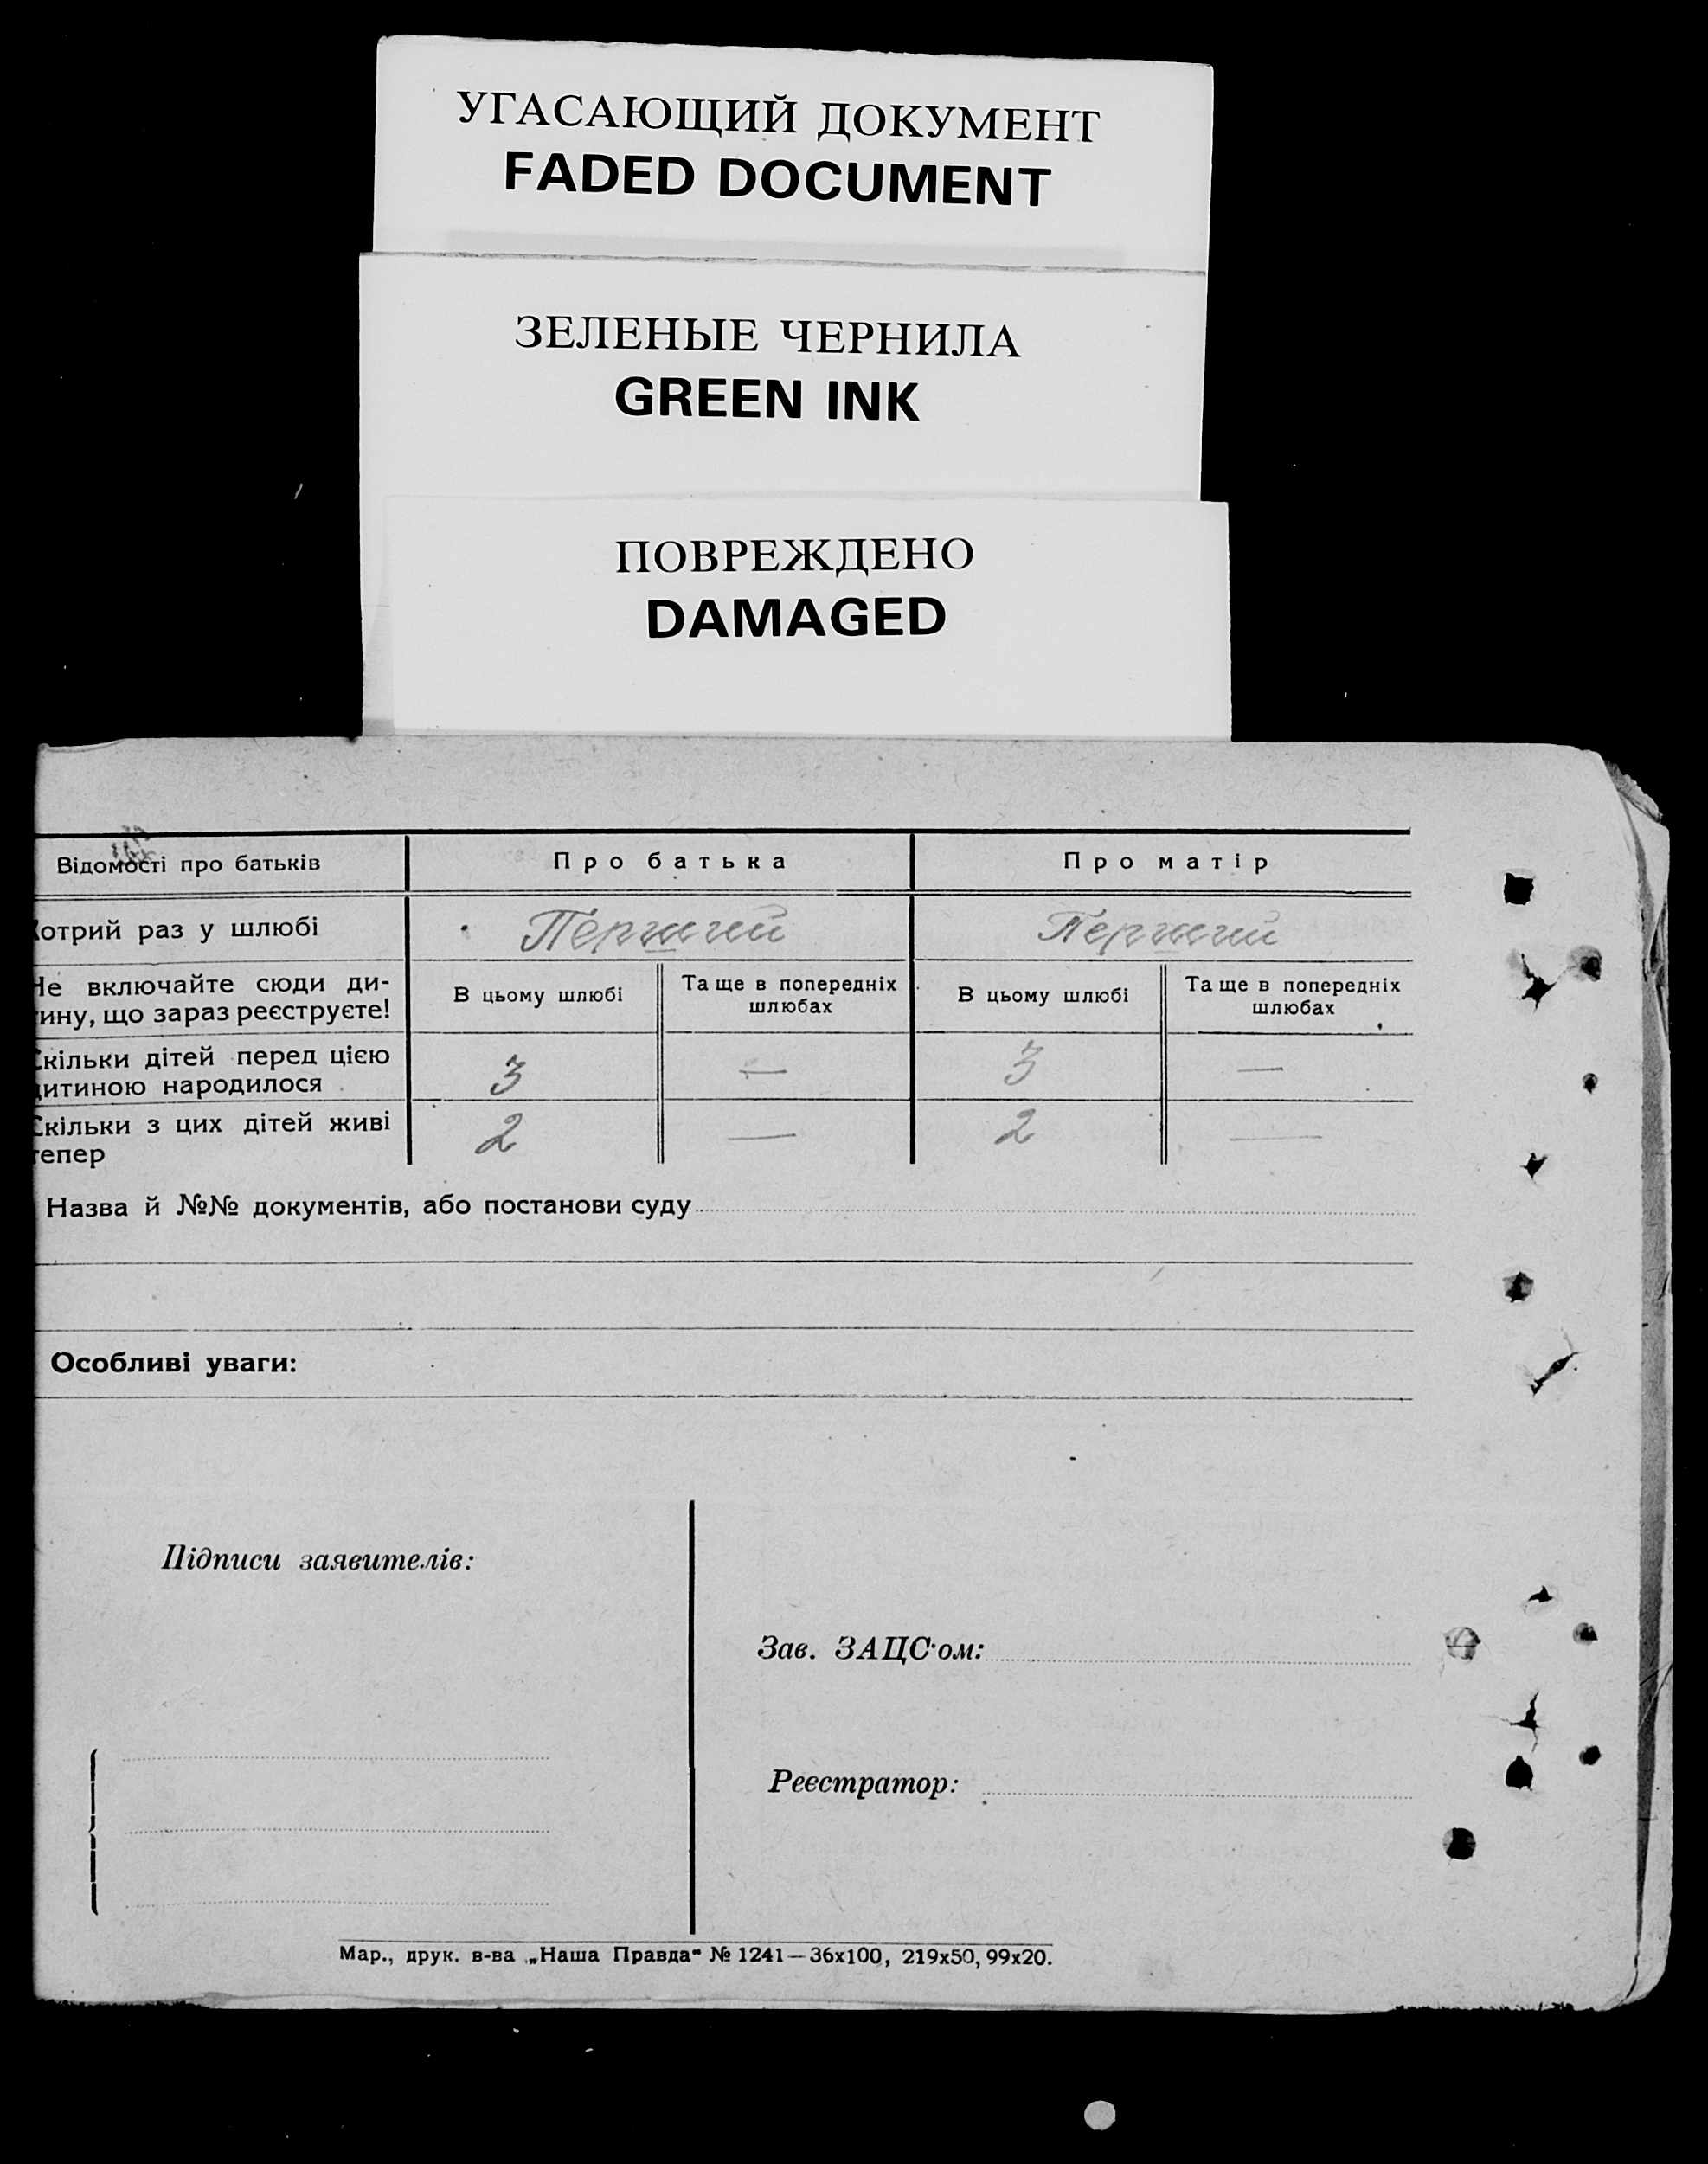 УГАСАЮЩИЙ ДОКУМЕНТ
FADED DOCUMENT
ЗЕЛЕНЫЕ ЧЕРНИЛА
GREEN INK
ПОВРЕЖДЕНО
DAMAGED
Відомості про батьків Про батька Про матір
Котрий раз у шлюбі Перший Перший
Не включайте сюди ди-
тину, що зараз реєструєте!
В цьому шлюбі Та ще в попередніх
шлюбах
В цьому шлюбі Та ще в попередніх
шлюбах
Скільки дітей перед цією
дитиною народилося 3 — 3 —
Скільки з цих дітей живі
тепер 2 — 2 —
Назва й №№ документів, або постанови суду
Особливі уваги:
Підписи заявителів:
Зав. ЗАЦС'ом:
Реєстратор:
Мар., друк. в-ва „Наша Правда“ № 1241—36x100, 219x50, 99x20.